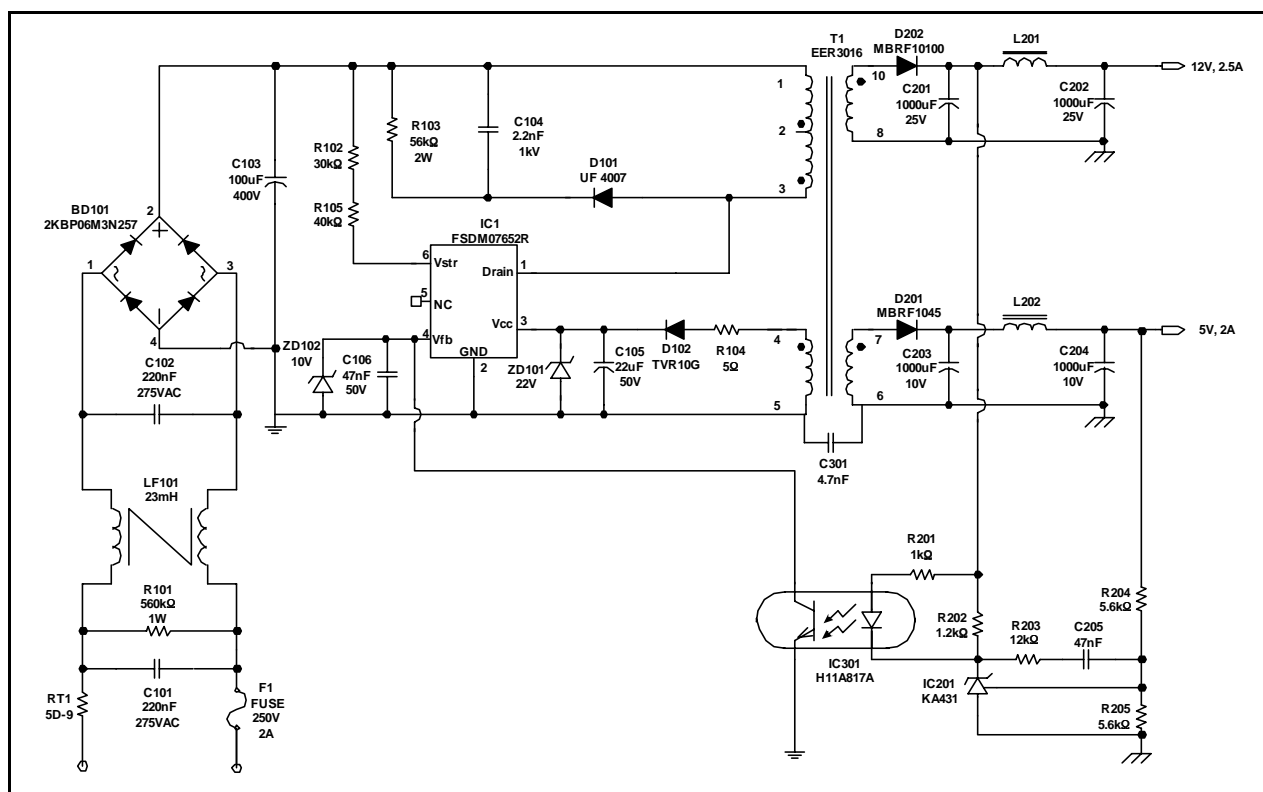 T1
EER3016
D202
MBRF10100
L201
12V, 2.5A
1
10
C201
1000uF
25V
C202
1000uF
25V
R103
56kΩ
2W
C104
2.2nF
1kV
2
8
R102
30kΩ
C103
100uF
400V
D101
UF 4007
3
BD101
2KBP06M3N257
2
R105
40kΩ
IC1
FSDM07652R
1
3
6
Vstr
Drain
1
5
NC
D201
MBRF1045
L202
4
4
Vfb
Vcc
3
4
7
5V, 2A
ZD102
10V
C106
47nF
50V
GND
2
ZD101
22V
C105
22uF
50V
D102
TVR10G
R104
5Ω
C203
1000uF
10V
C204
1000uF
10V
C102
220nF
275VAC
5
6
C301
4.7nF
LF101
23mH
R201
1kΩ
R101
560kΩ
1W
R202
1.2kΩ
R203
12kΩ
C205
47nF
R204
5.6kΩ
IC301
H11A817A
IC201
KA431
RT1
5D-9
C101
220nF
275VAC
F1
FUSE
250V
2A
R205
5.6kΩ